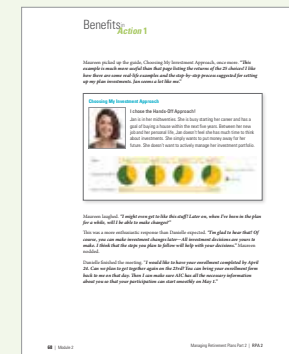 Benefits in
Action 1
Maureen picked up the guide, Choosing My Investment Approach, once more. "This
example is much more useful than that page listing the returns of the 25 choices! I like
how there are some real-life examples and the step-by-step process suggested for setting
up my plan investments. Jan seems a lot like me."
Choosing My Investment Approach
I chose the Hands-Off Approach!
Jan is in her midtwenties. She is busy starting her career and has a
goal of buying a house within the next five years. Between her new
job and her personal life, Jan doesn't feel she has much time to think
about investments. She simply wants to put money away for her
future. She doesn't want to actively manage her investment portfolio.
Maureen laughed. "I might even get to like this stuff! Later on, when I've been in the plan
for a while, will I be able to make changes?"
This was a more enthusiastic response than Danielle expected. "I'm glad to hear that! Of
course, you can make investment changes later—All investment decisions are yours to
make. I think that the steps you plan to follow will help with your decisions." Maureen
nodded.
Danielle finished the meeting. "I would like to have your enrollment completed by April
24. Can we plan to get together again on the 23rd? You can bring your enrollment form
back to me on that day. Then I can make sure AIC has all the necessary information
about you so that your participation can start smoothly on May 1."
68 | Module 2
Managing Retirement Plans Part 2 | RPA 2